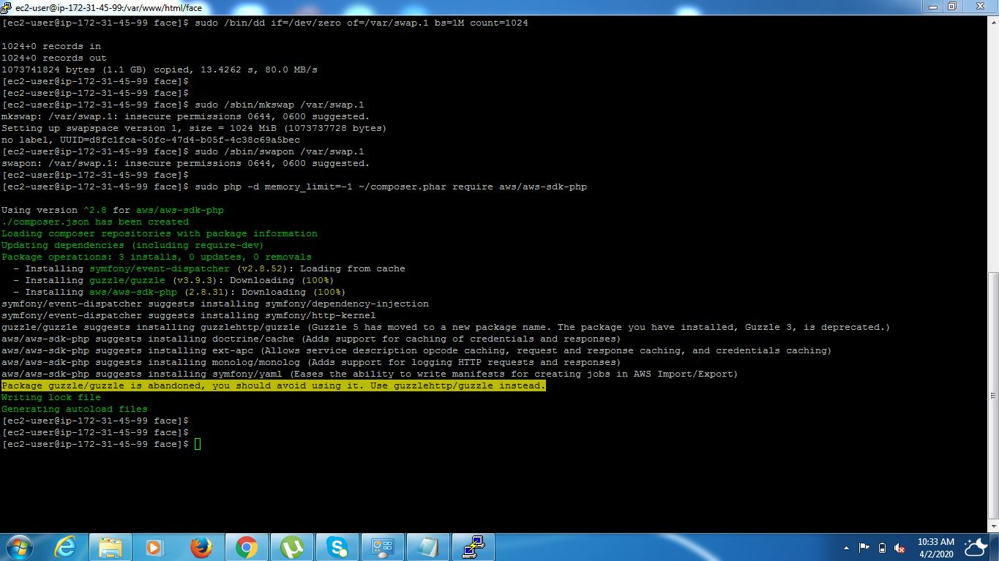 ec2-user@ip-172-31-45-99:/var/www/html/face
[ec2-user@ip-172-31-45-99 face]$ sudo /bin/dd if=/dev/zero of=/var/swap.1 bs=1M count=1024
1024+0 records in
1024+0 records out
1073741824 bytes (1.1 GB) copied, 13.4262 s, 80.0 MB/s
[ec2-user@ip-172-31-45-99 face]$
[ec2-user@ip-172-31-45-99 face]$
[ec2-user@ip-172-31-45-99 face]$ sudo /sbin/mkswap /var/swap.1
mkswap: /var/swap.1: insecure permissions 0644, 0600 suggested.
Setting up swapspace version 1, size = 1024 MiB (1073737728 bytes)
no label, UUID=d8fc1fca-50fc-47d4-b05f-4c38c69a5bec
[ec2-user@ip-172-31-45-99 face]$ sudo /sbin/swapon /var/swap.1
swapon: /var/swap.1: insecure permissions 0644, 0600 suggested.
[ec2-user@ip-172-31-45-99 face]$
[ec2-user@ip-172-31-45-99 face]$ sudo php -d memory_limit=-1 ~/composer.phar require aws/aws-sdk-php
Using version ^2.8 for aws/aws-sdk-php
./composer.json has been created
Loading composer repositories with package information
Updating dependencies (including require-dev)
Package operations: 3 installs, 0 updates, 0 removals
- Installing symfony/event-dispatcher (v2.8.52): Loading from cache
- Installing guzzle/guzzle (v3.9.3): Downloading (100%)
- Installing aws/aws-sdk-php (2.8.31): Downloading (100%)
symfony/event-dispatcher suggests installing symfony/dependency-injection
symfony/event-dispatcher suggests installing symfony/http-kernel
guzzle/guzzle suggests installing guzzlehttp/guzzle (Guzzle 5 has moved to a new package name. The package you have installed, Guzzle 3, is deprecated.)
aws/aws-sdk-php suggests installing doctrine/cache (Adds support for caching of credentials and responses)
aws/aws-sdk-php suggests installing ext-apc (Allows service description opcode caching, request and response caching, and credentials caching)
aws/aws-sdk-php suggests installing monolog/monolog (Adds support for logging HTTP requests and responses)
aws/aws-sdk-php suggests installing symfony/yaml (Eases the ability to write manifests for creating jobs in AWS Import/Export)
Package guzzle/guzzle is abandoned, you should avoid using it. Use guzzlehttp/guzzle instead.
Writing lock file
Generating autoload files
[ec2-user@ip-172-31-45-99 face]$
[ec2-user@ip-172-31-45-99 face]$
[ec2-user@ip-172-31-45-99 face]$
10:33 AM
4/2/2020